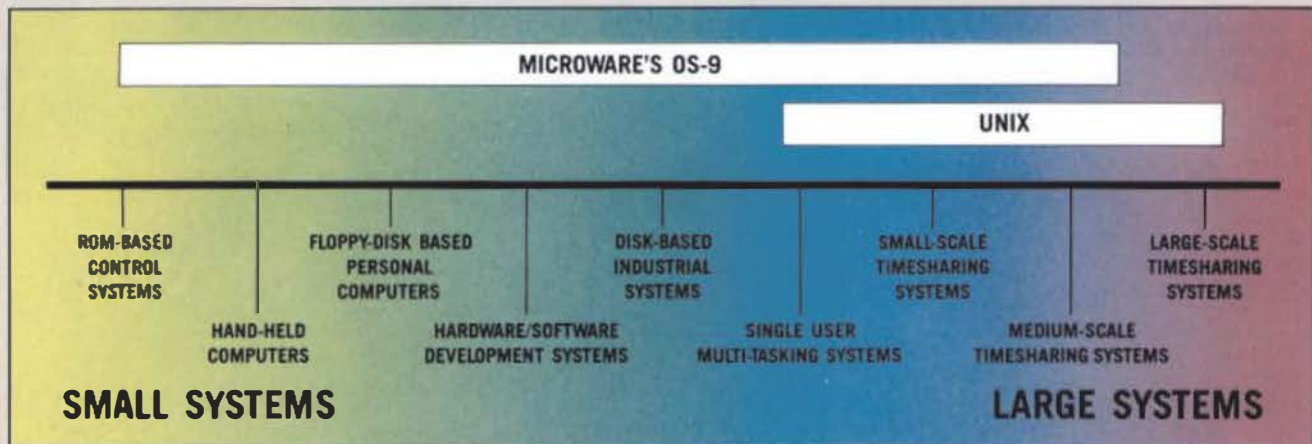 MICROWARE'S OS-9
UNIX
ROM-BASED
CONTROL
SYSTEMS
HAND-HELD
COMPUTERS
FLOPPY-DISK BASED
PERSONAL
COMPUTERS
HARDWARE/SOFTWARE
DEVELOPMENT SYSTEMS
DISK-BASED
INDUSTRIAL
SYSTEMS
SINGLE USER
MULTI-TASKING SYSTEMS
SMALL-SCALE
TIMESHARING
SYSTEMS
MEDIUM-SCALE
TIMESHARING SYSTEMS
LARGE-SCALE
TIMESHARING
SYSTEMS
SMALL SYSTEMS
LARGE SYSTEMS